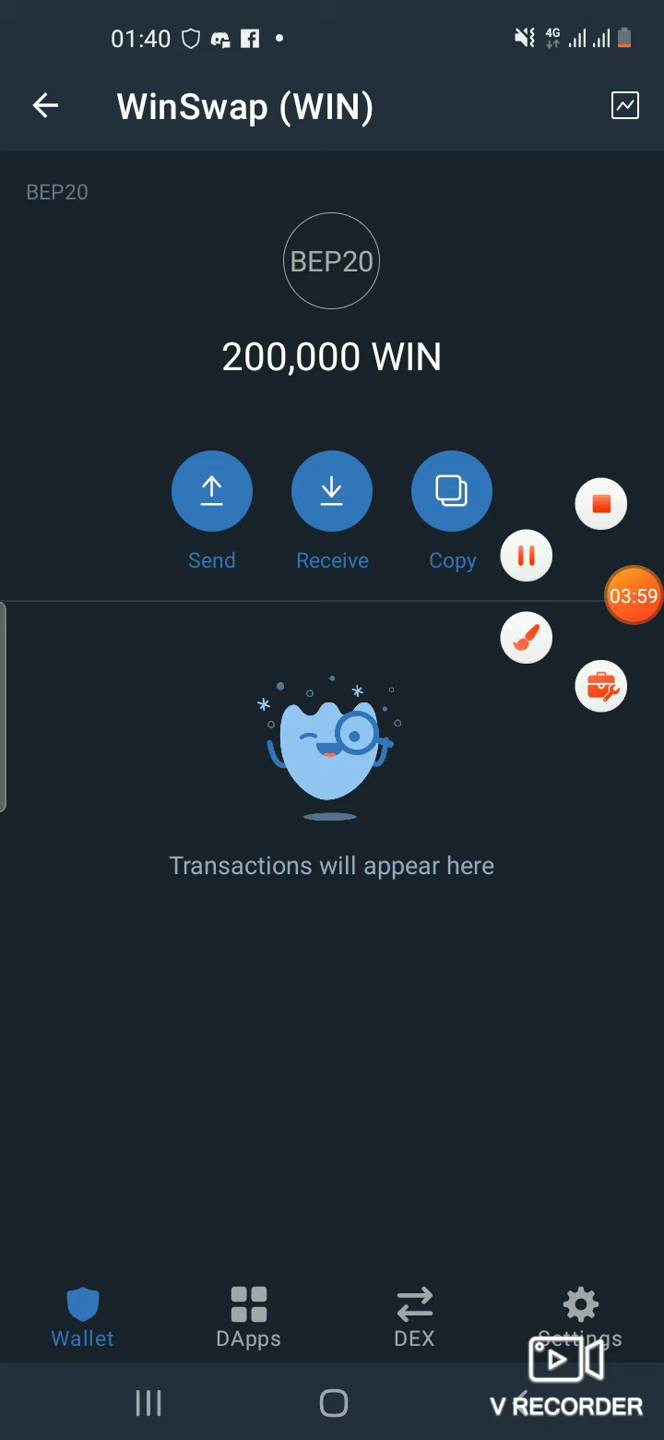 01:40
4G
WinSwap (WIN)
BEP20
BEP20
200,000 WIN
Send
Receive
Copy
03:59
Transactions will appear here
Wallet
DApps
DEX
Settings
V RECORDER